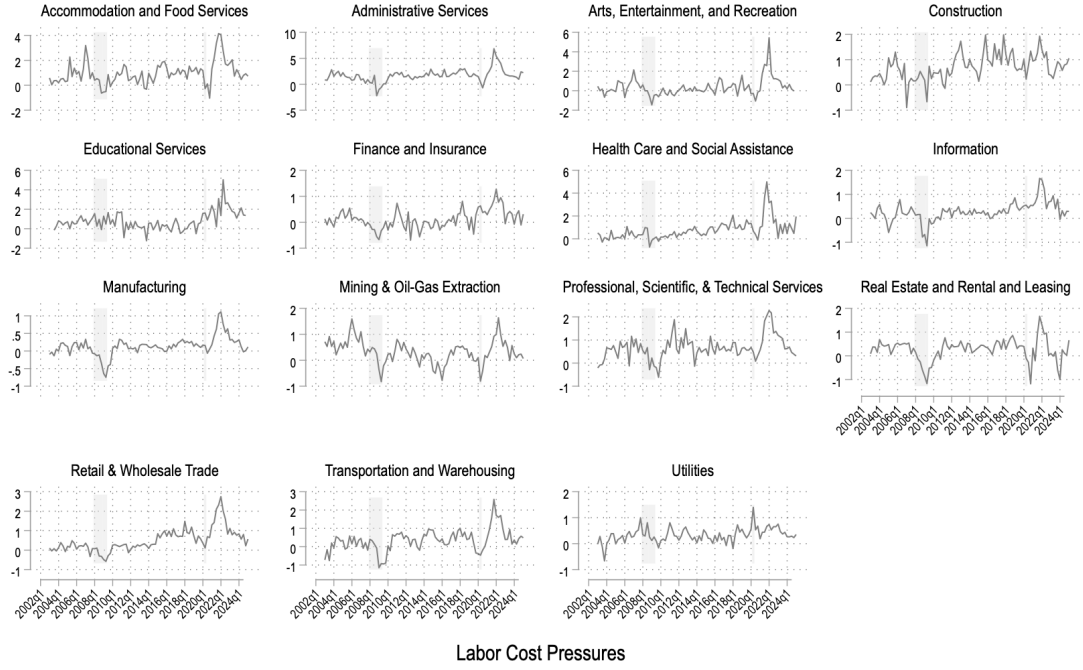 Accommodation and Food Services
4
2
0
-2
Administrative Services
10
5
0
-5
Arts, Entertainment, and Recreation
6
4
2
0
-2
Construction
2
1
0
-1
Educational Services
6
4
2
0
-2
Finance and Insurance
2
1
0
-1
Health Care and Social Assistance
6
4
2
0
Information
2
1
0
-1
Manufacturing
1
.5
0
-.5
-1
Mining & Oil-Gas Extraction
2
1
0
-1
Professional, Scientific, & Technical Services
2
1
0
-1
Real Estate and Rental and Leasing
2
1
0
-1
2002q1
2004q1
2006q1
2008q1
2010q1
2012q1
2014q1
2016q1
2018q1
2020q1
2022q1
2024q1
Retail & Wholesale Trade
3
2
1
0
-1
2002q1
2004q1
2006q1
2008q1
2010q1
2012q1
2014q1
2016q1
2018q1
2020q1
2022q1
2024q1
Transportation and Warehousing
3
2
1
0
-1
2002q1
2004q1
2006q1
2008q1
2010q1
2012q1
2014q1
2016q1
2018q1
2020q1
2022q1
2024q1
Utilities
2
1
0
-1
2002q1
2004q1
2006q1
2008q1
2010q1
2012q1
2014q1
2016q1
2018q1
2020q1
2022q1
2024q1
Labor Cost Pressures